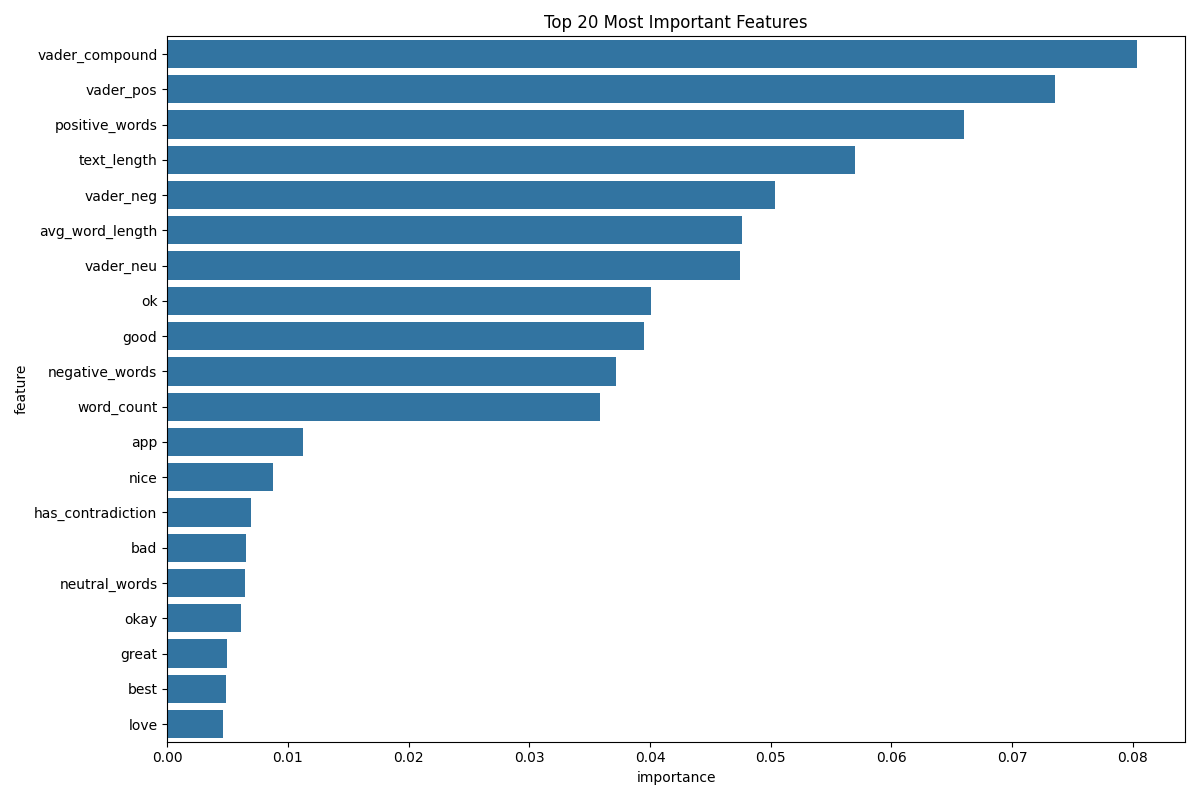 Top 20 Most Important Features
vader_compound
vader_pos
positive_words
text_length
vader_neg
avg_word_length
vader_neu
ok
good
negative_words
word_count
app
nice
has_contradiction
bad
neutral_words
okay
great
best
love
feature
0.00 0.01 0.02 0.03 0.04 0.05 0.06 0.07 0.08
importance